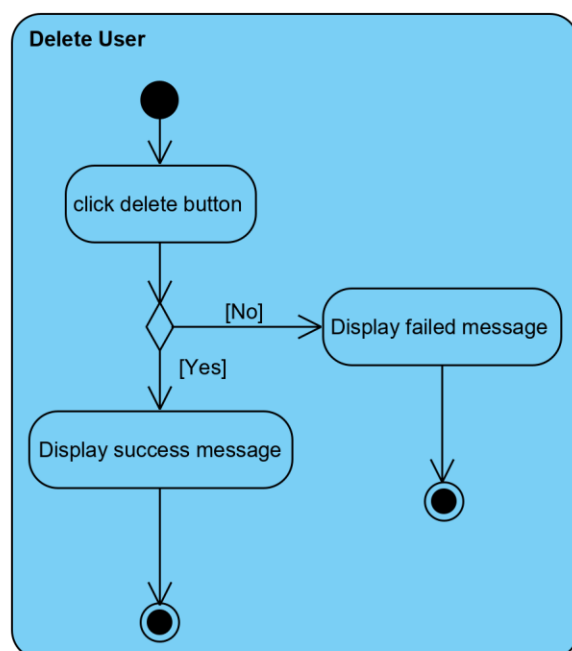 Delete User
click delete button
[No]
Display failed message
[Yes]
Display success message